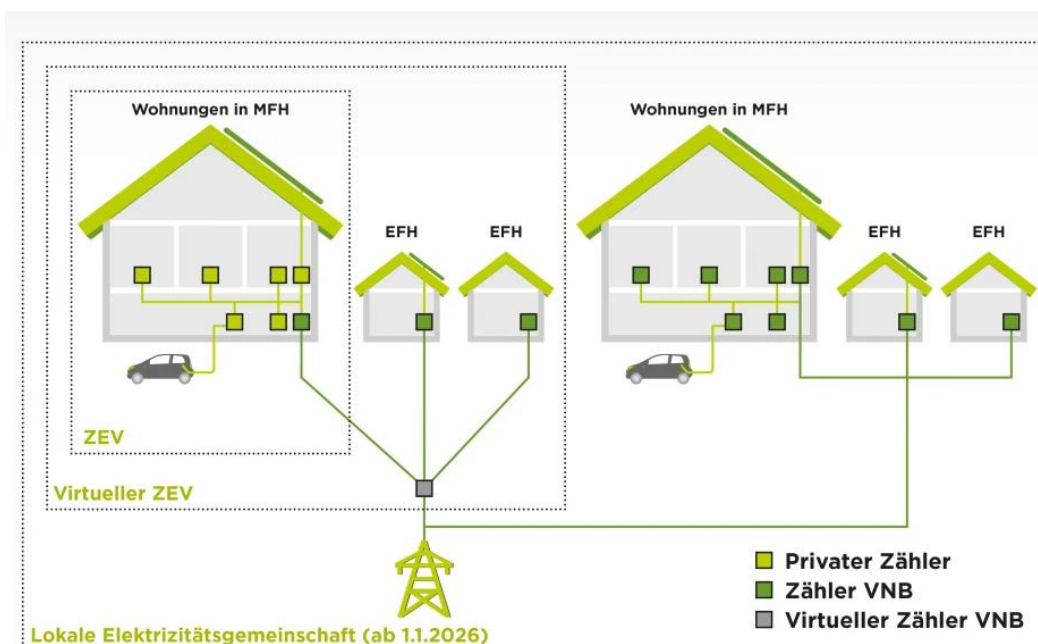 Wohnungen in MFH
Wohnungen in MFH
EFH
EFH
EFH
EFH
ZEV
Virtueller ZEV
Privater Zähler
Zähler VNB
Virtueller Zähler VNB
Lokale Elektrizitätsgemeinschaft (ab 1.1.2026)